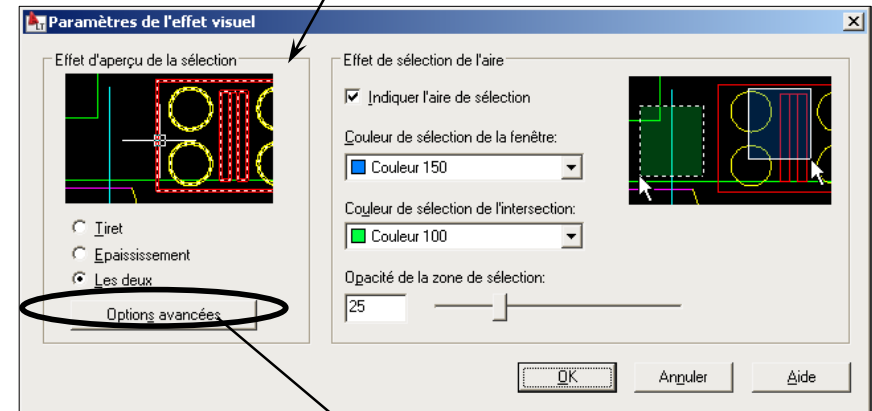 Paramètres de l'effet visuel
Effet d'aperçu de la sélection
Tiret
Epaississement
Les deux
Options avancées
Effet de sélection de l'aire
Indiquer l'aire de sélection
Couleur de sélection de la fenêtre:
Couleur 150
Couleur de sélection de l'intersection:
Couleur 100
Opacité de la zone de sélection:
25
OK
Annuler
Aide